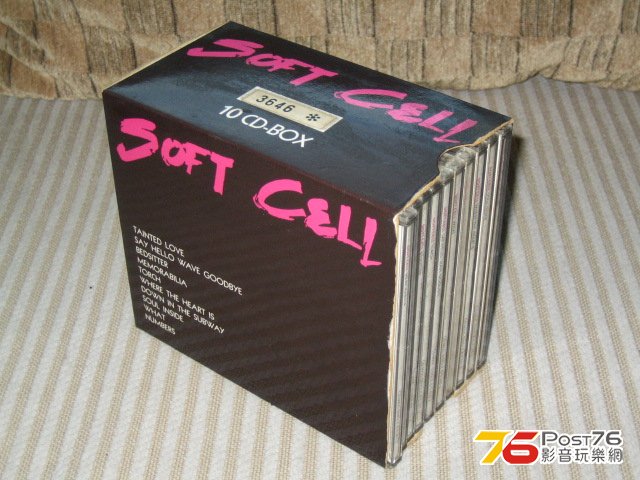 SOFT CELL
3646 *
10 CD-BOX
SOFT CELL
TAINTED LOVE
SAY HELLO WAVE GOODBYE
BEDSITTER
MEMORABILIA
TORCH
WHERE THE HEART IS
DOWN IN THE SUBWAY
SOUL INSIDE
WHAT
NUMBERS
76 POST76
影音玩樂網